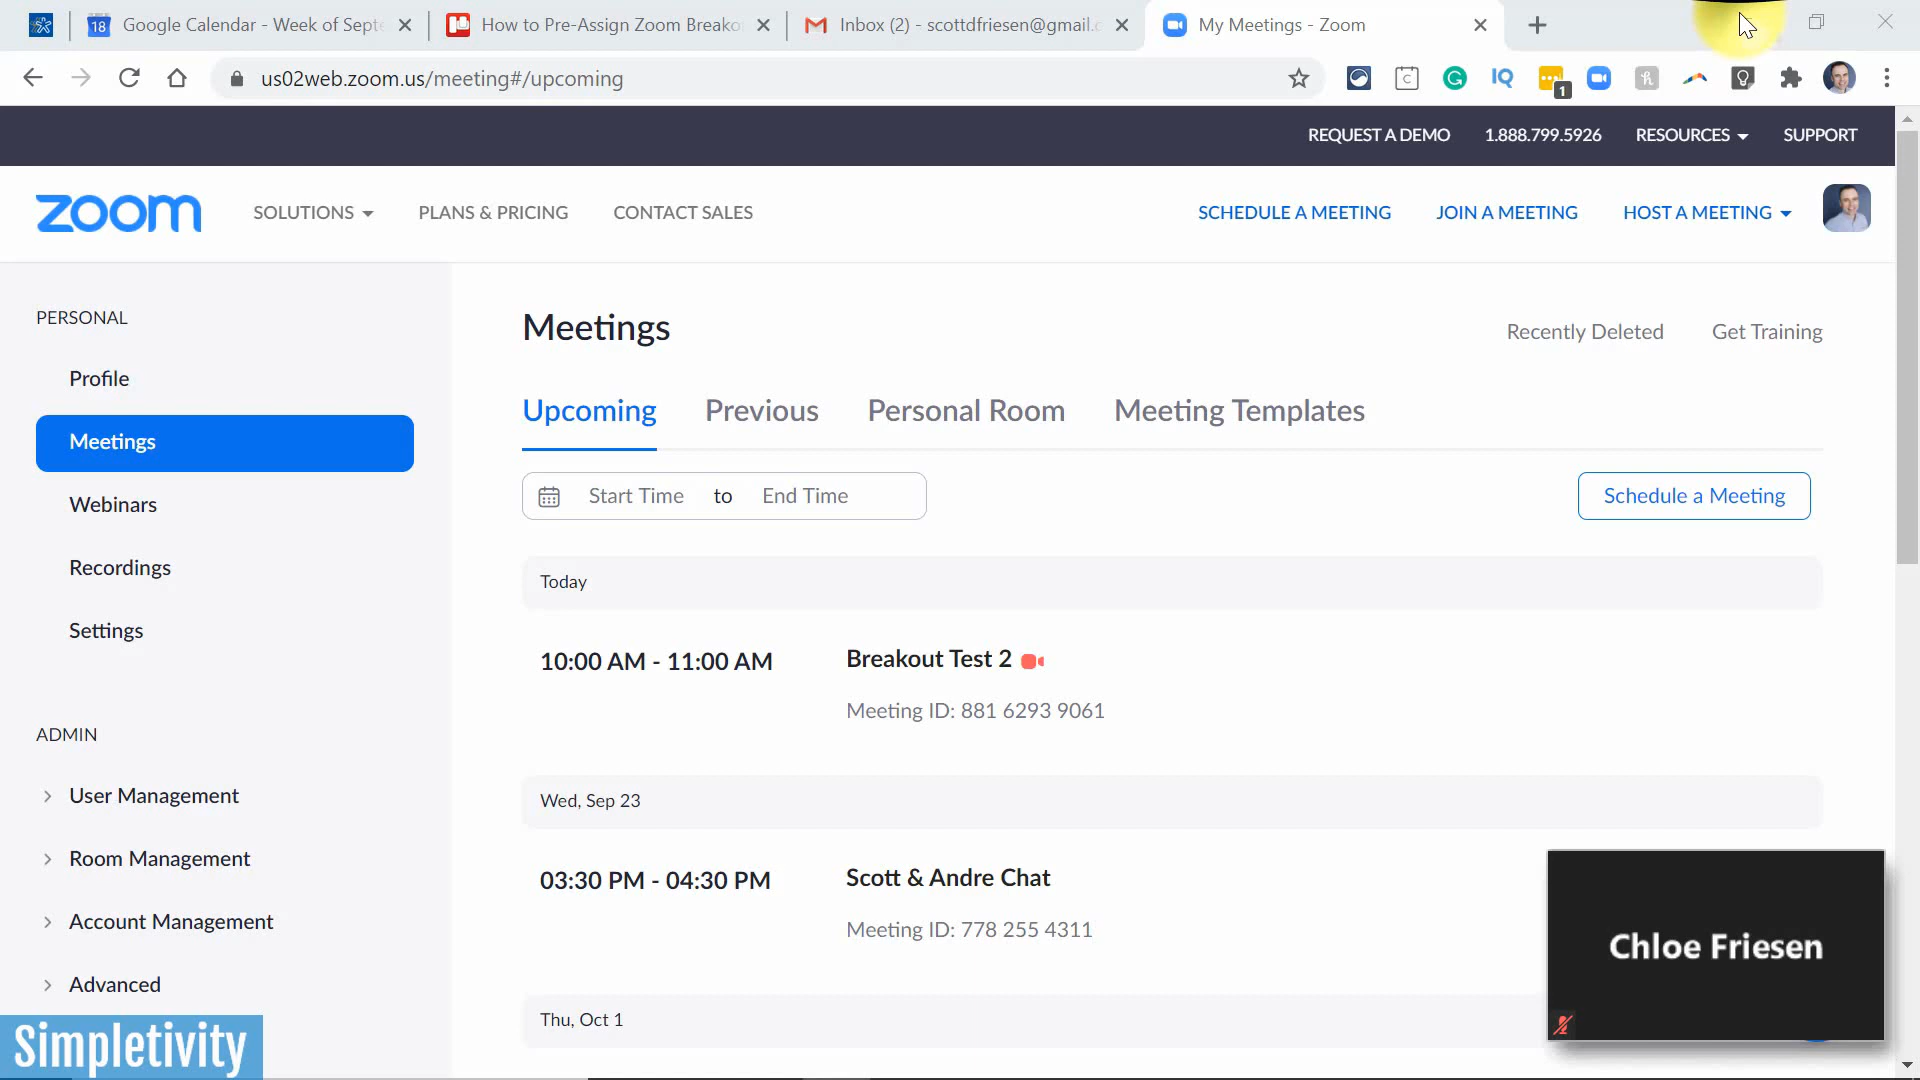 18 Google Calendar - Week of Septe
How to Pre-Assign Zoom Breako
Inbox (2) - scottdfriesen@gmail.c
My Meetings - Zoom
us02web.zoom.us/meeting#/upcoming
IQ
1
REQUEST A DEMO 1.888.799.5926 RESOURCES SUPPORT
zoom SOLUTIONS PLANS & PRICING CONTACT SALES SCHEDULE A MEETING JOIN A MEETING HOST A MEETING
PERSONAL
Profile
Meetings
Webinars
Recordings
Settings
ADMIN
User Management
Room Management
Account Management
Advanced
Meetings
Recently Deleted Get Training
Upcoming Previous Personal Room Meeting Templates
Start Time to End Time
Schedule a Meeting
Today
10:00 AM - 11:00 AM Breakout Test 2
Meeting ID: 881 6293 9061
Wed, Sep 23
03:30 PM - 04:30 PM Scott & Andre Chat
Meeting ID: 778 255 4311
Thu, Oct 1
Chloe Friesen
Simpletivity